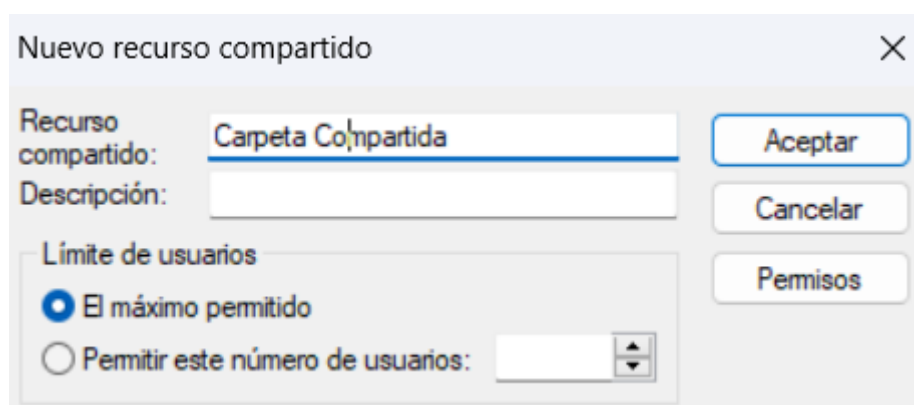 Nuevo recurso compartido
Recurso
compartido:
Carpeta Compartida
Aceptar
Descripción:
Cancelar
Límite de usuarios
Permisos
El máximo permitido
Permitir este número de usuarios: